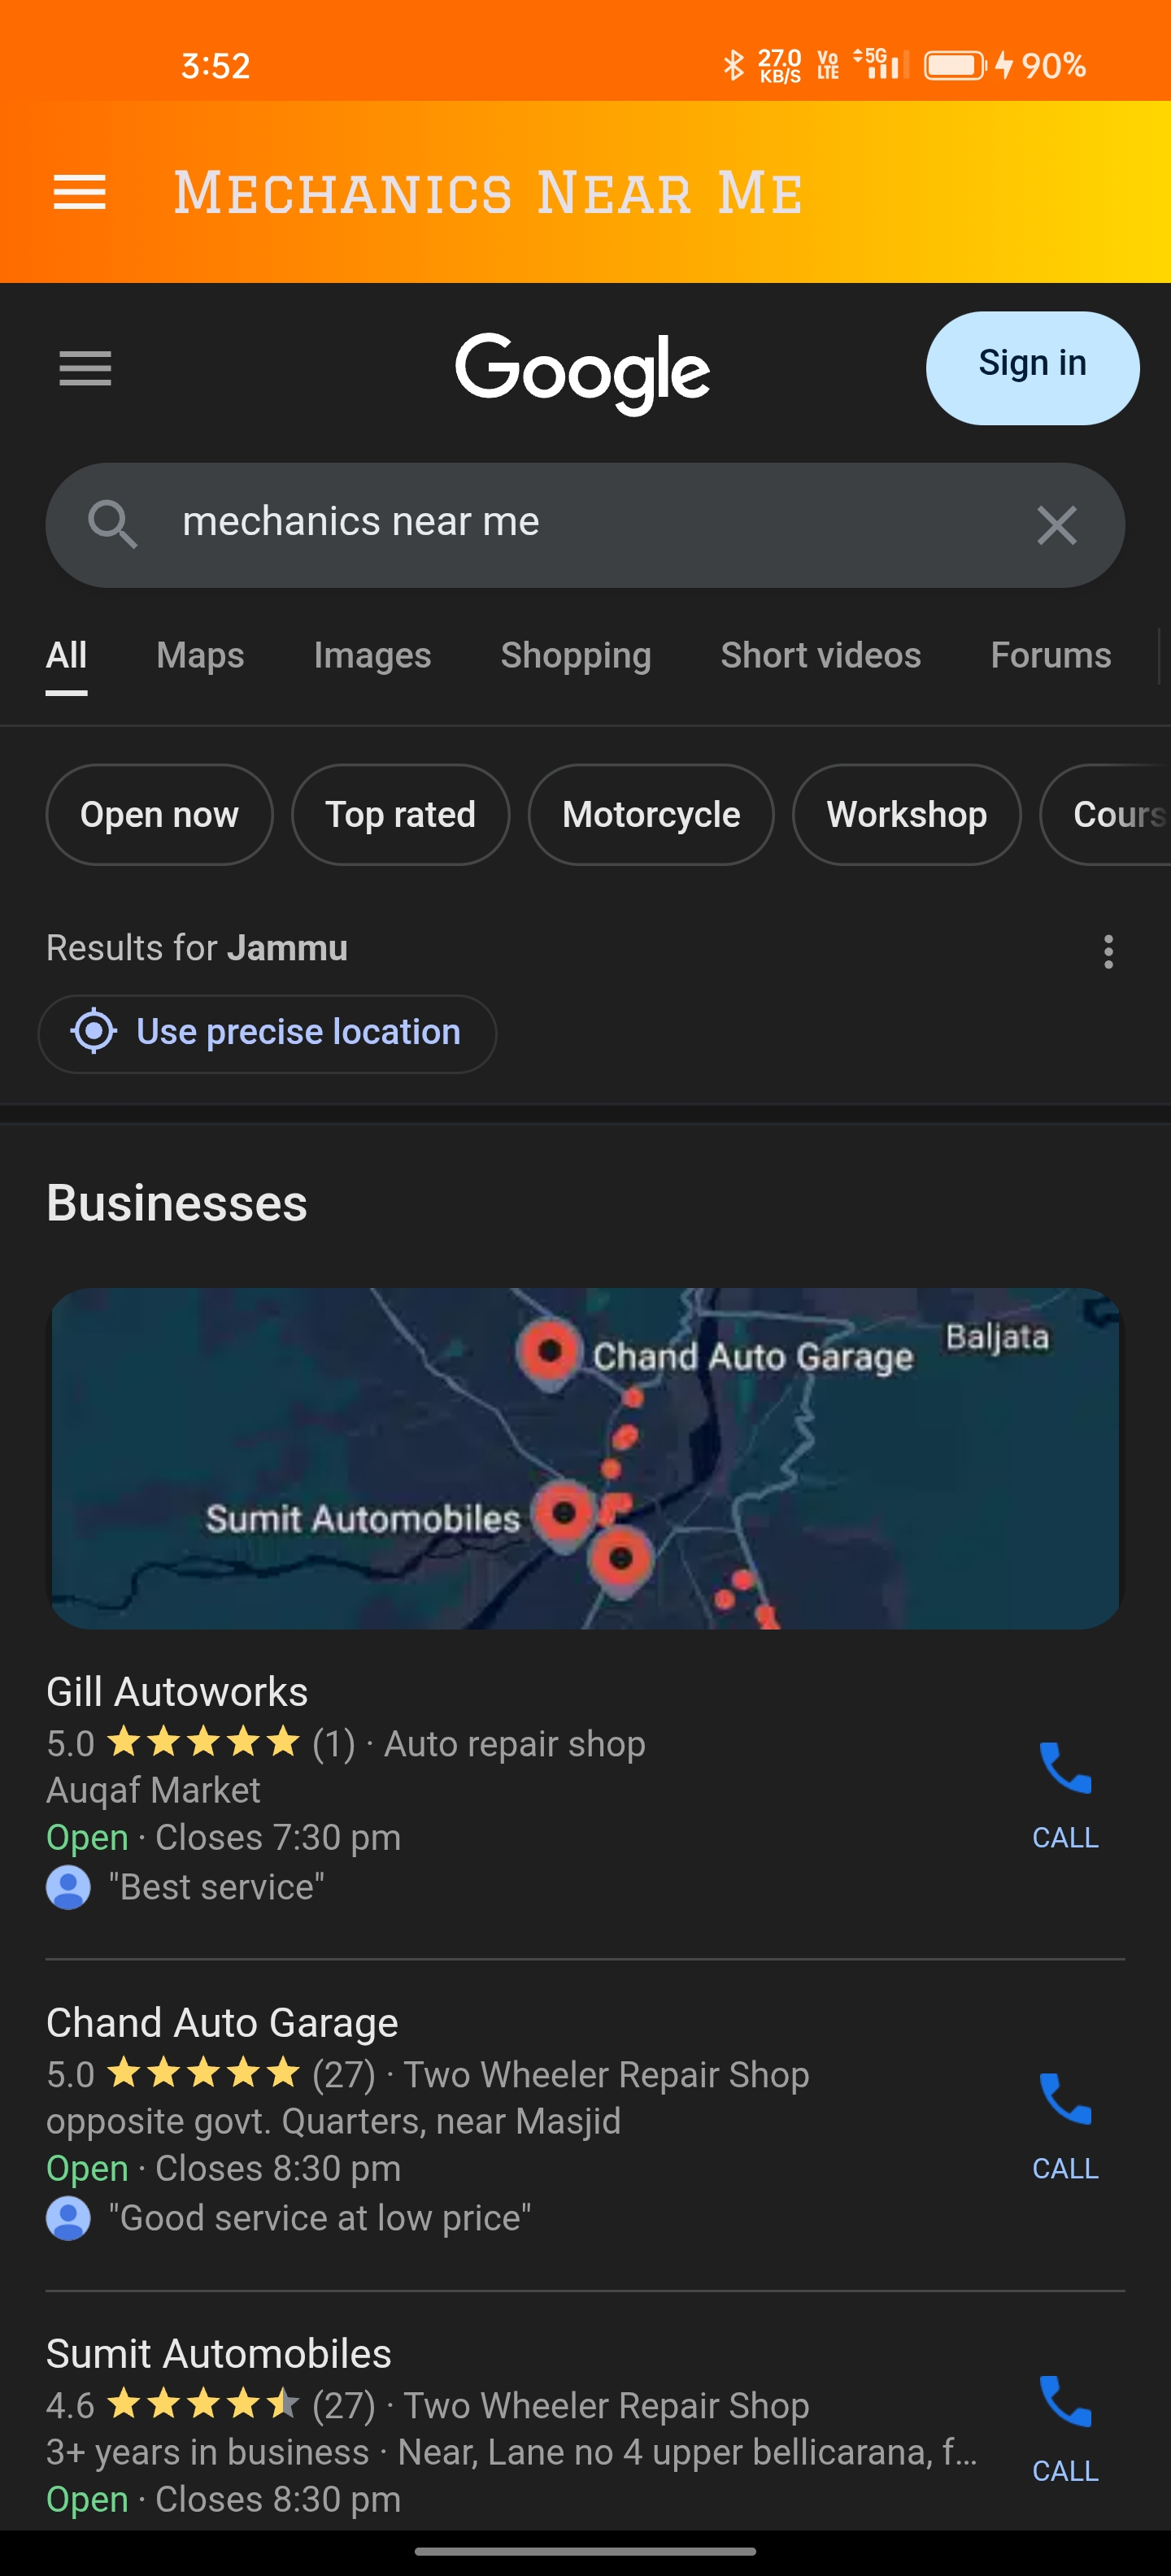 3:52
27.0 KB/S
Vo LTE
5G
90%
Mechanics Near Me
Google
Sign in
mechanics near me
All Maps Images Shopping Short videos Forums
Open now Top rated Motorcycle Workshop Cours
Results for Jammu
Use precise location
Businesses
Baljata
Chand Auto Garage
Sumit Automobiles
Gill Autoworks
5.0 (1) · Auto repair shop
Auqaf Market
Open · Closes 7:30 pm
CALL
"Best service"
Chand Auto Garage
5.0 (27) · Two Wheeler Repair Shop
opposite govt. Quarters, near Masjid
Open · Closes 8:30 pm
CALL
"Good service at low price"
Sumit Automobiles
4.6 (27) · Two Wheeler Repair Shop
3+ years in business · Near, Lane no 4 upper bellicarana, f...
CALL
Open · Closes 8:30 pm